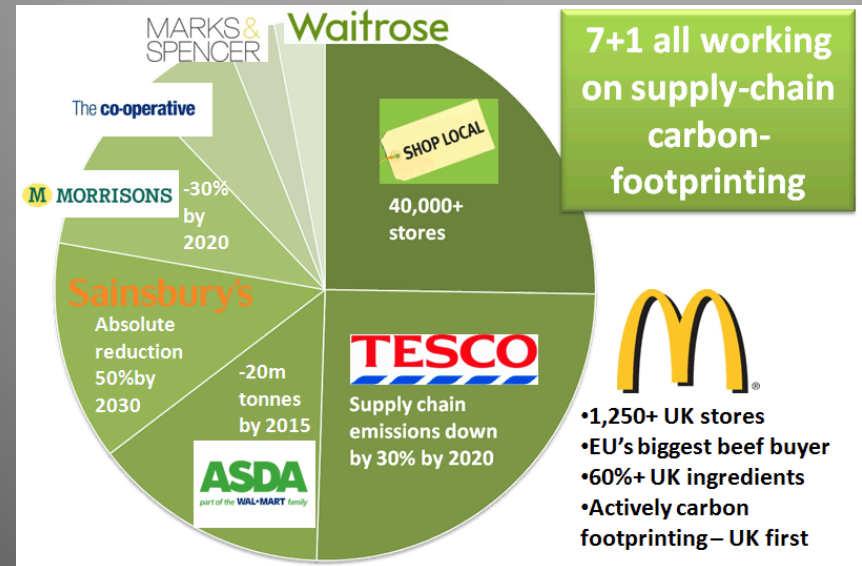 MARKS &
SPENCER
Waitrose
7+1 all working
on supply-chain
carbon-
footprinting
The co-operative
SHOP LOCAL
M MORRISONS
-30%
by
2020
40,000+
stores
Sainsbury's
Absolute
reduction
50%by
2030
-20m
tonnes
by 2015
ASDA
part of the WAL*MART family
TESCO
Supply chain
emissions down
by 30% by 2020
M
®
•1,250+ UK stores
•EU's biggest beef buyer
•60%+ UK ingredients
•Actively carbon
footprinting – UK first